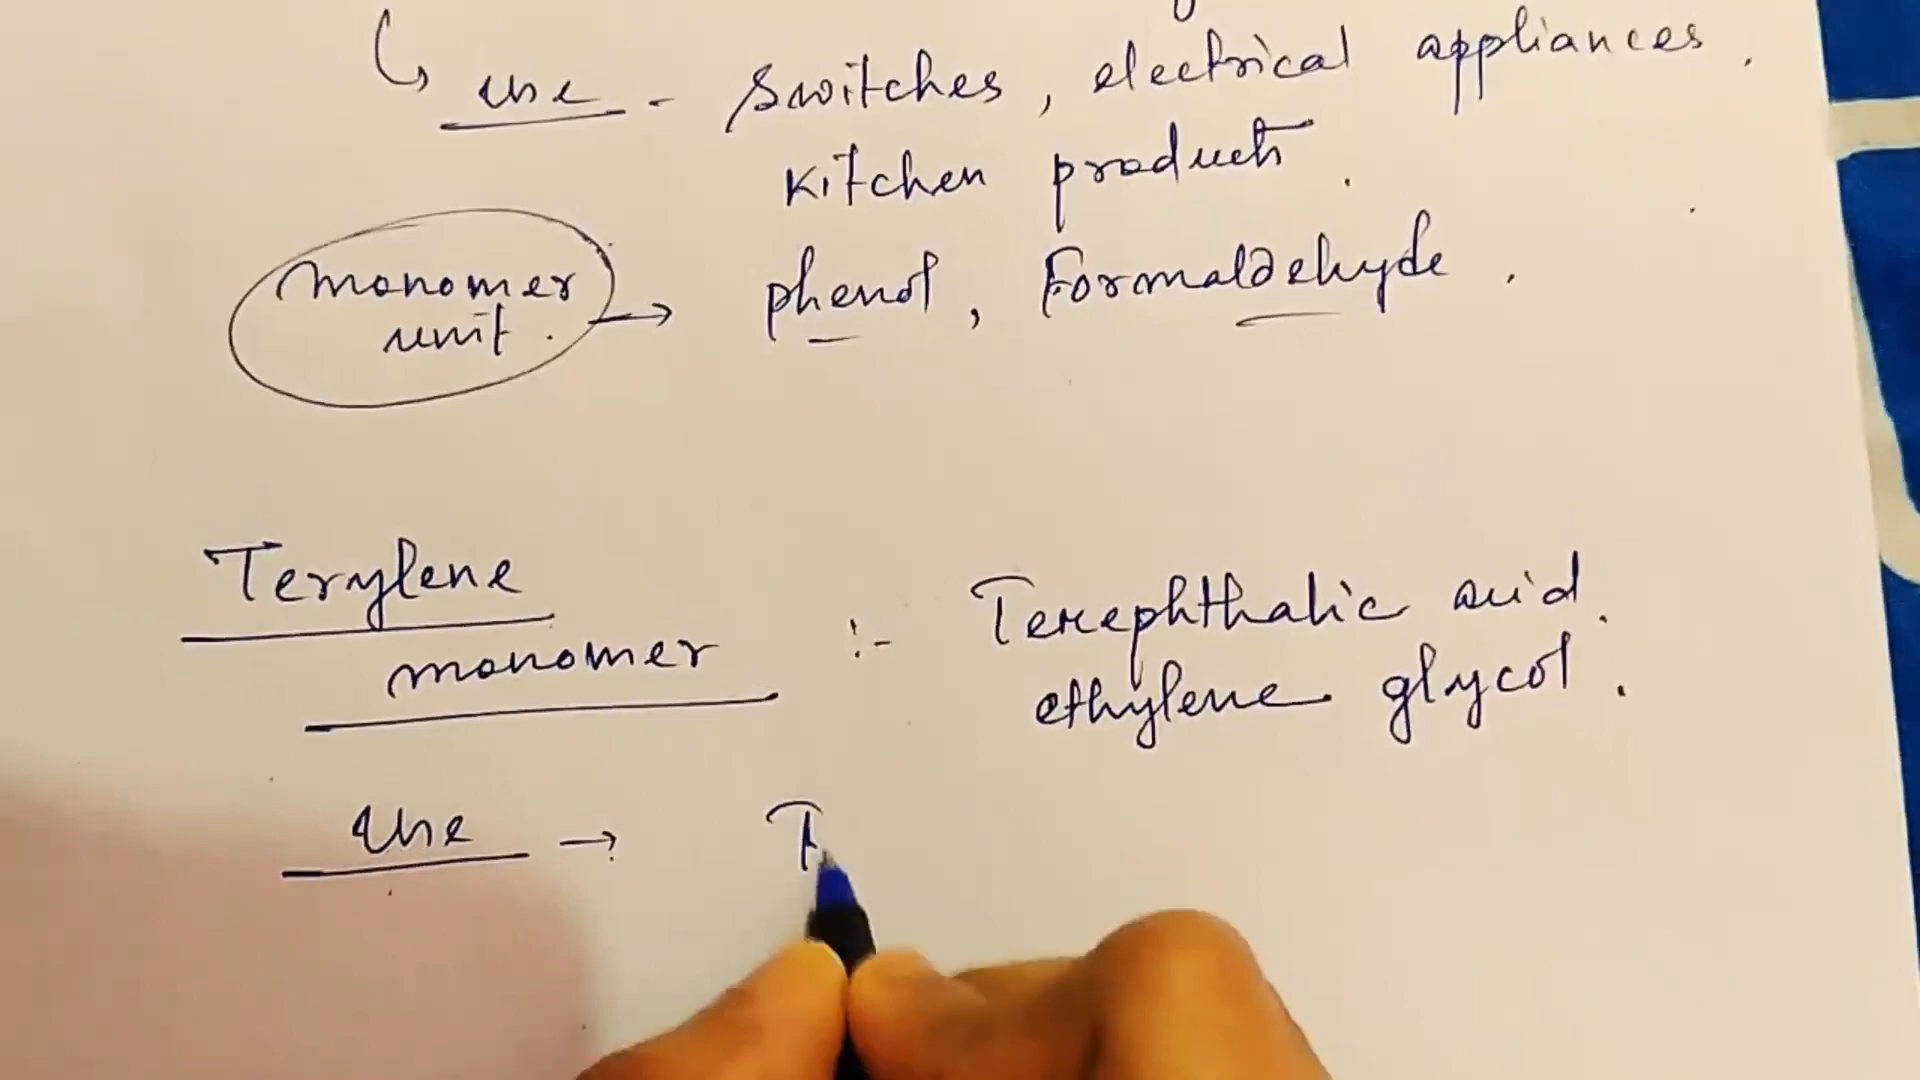 use - Switches, electrical appliances.
Kitchen products.
monomer unit. → phenol, Formaldehyde.
Terylene
monomer :- Terephthalic acid.
ethylene glycol.
Use → T